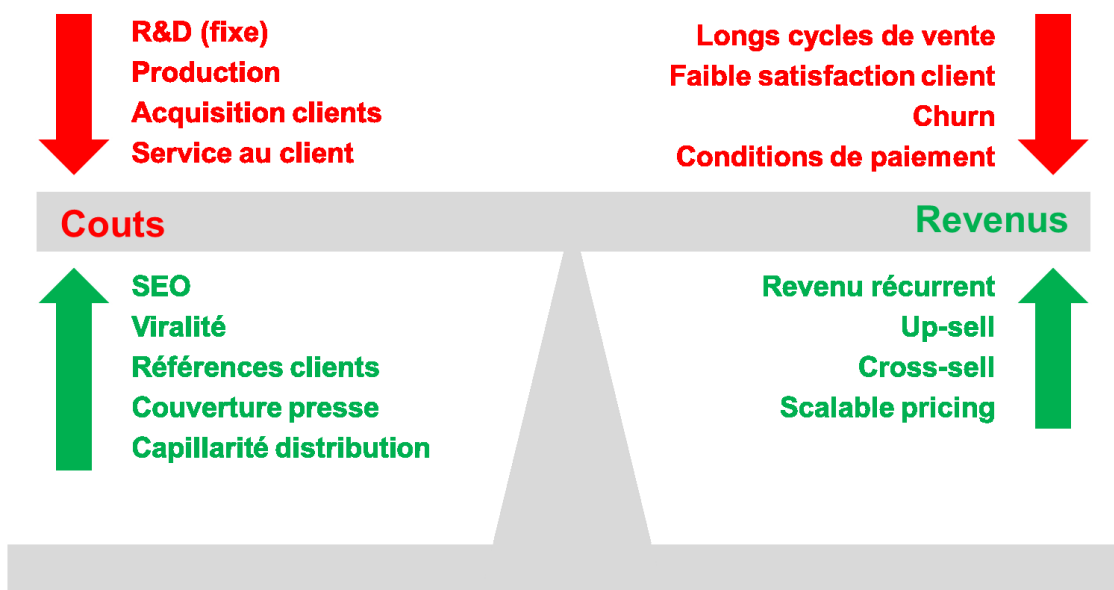 R&D (fixe)
Production
Acquisition clients
Service au client
Longs cycles de vente
Faible satisfaction client
Churn
Conditions de paiement
Couts
Revenus
SEO
Viralité
Références clients
Couverture presse
Capillarité distribution
Revenu récurrent
Up-sell
Cross-sell
Scalable pricing